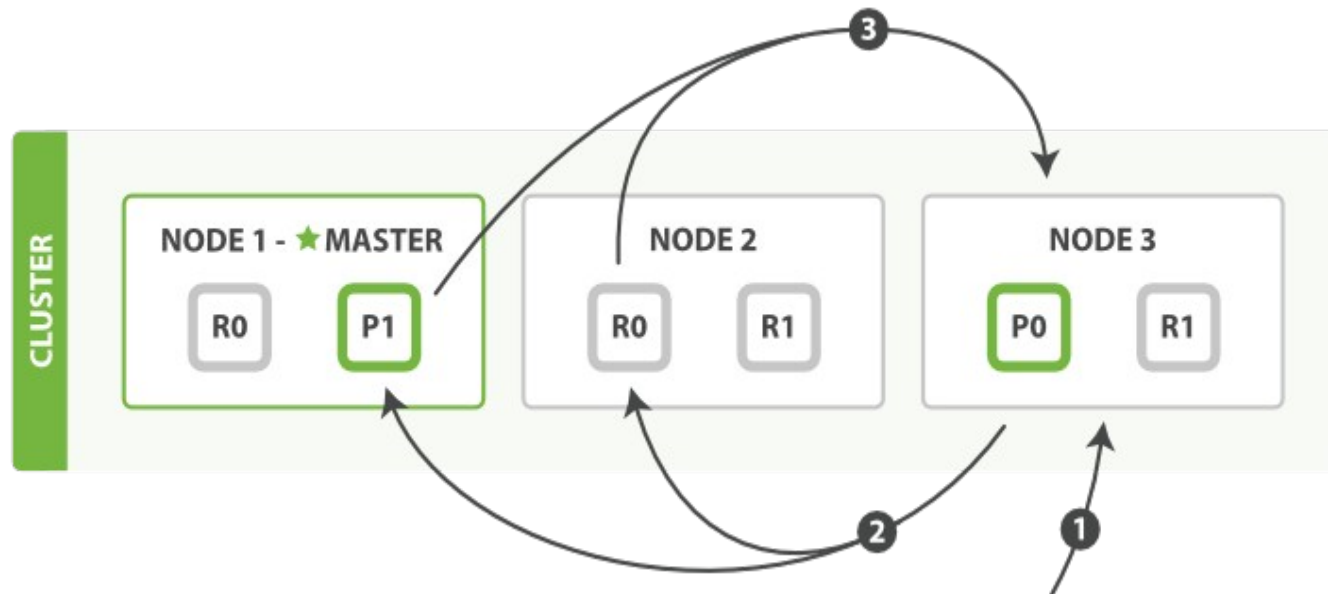 3
CLUSTER
NODE 1 - ★MASTER
R0
P1
NODE 2
R0
R1
NODE 3
P0
R1
2
1